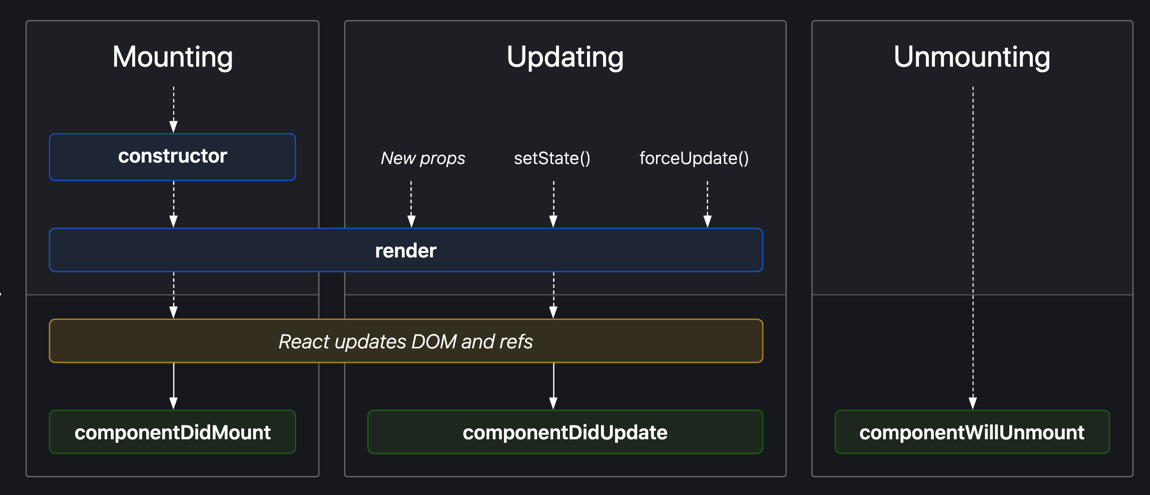 Mounting
Updating
Unmounting
constructor
New props
setState()
forceUpdate()
render
React updates DOM and refs
componentDidMount
componentDidUpdate
componentWillUnmount